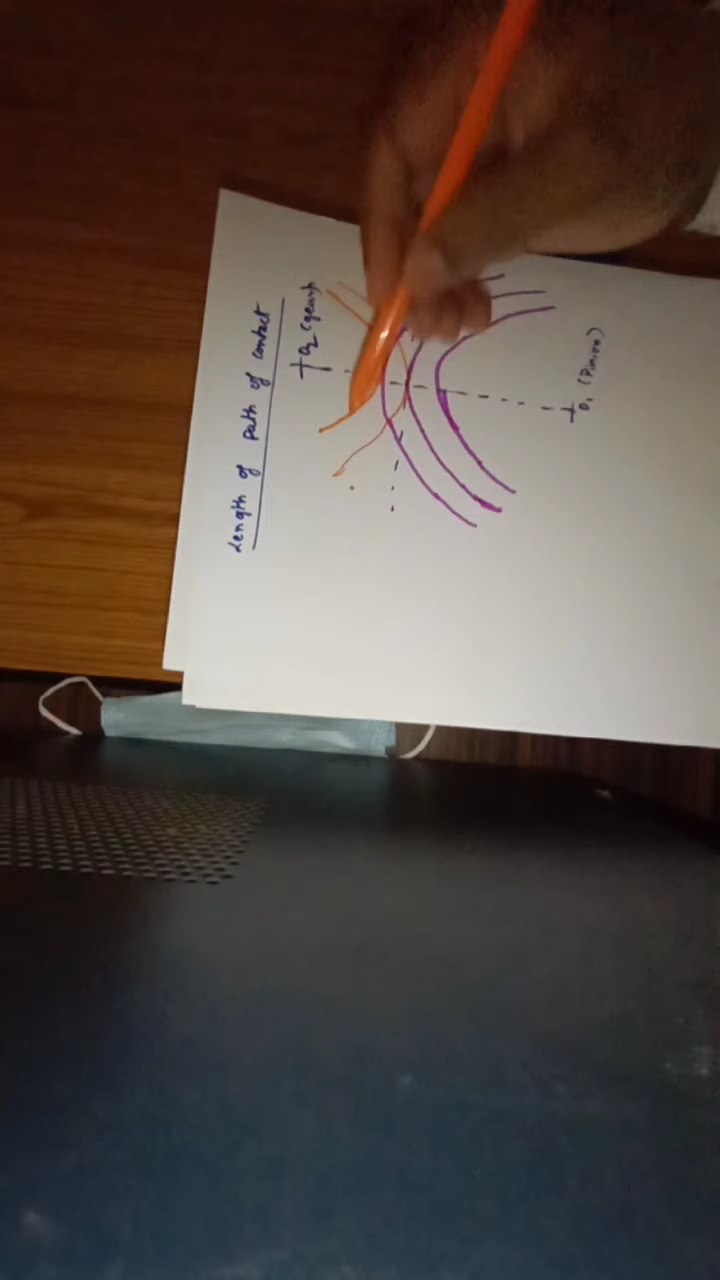 Length of path of contact
O2 (gear)
O1 (Pinion)